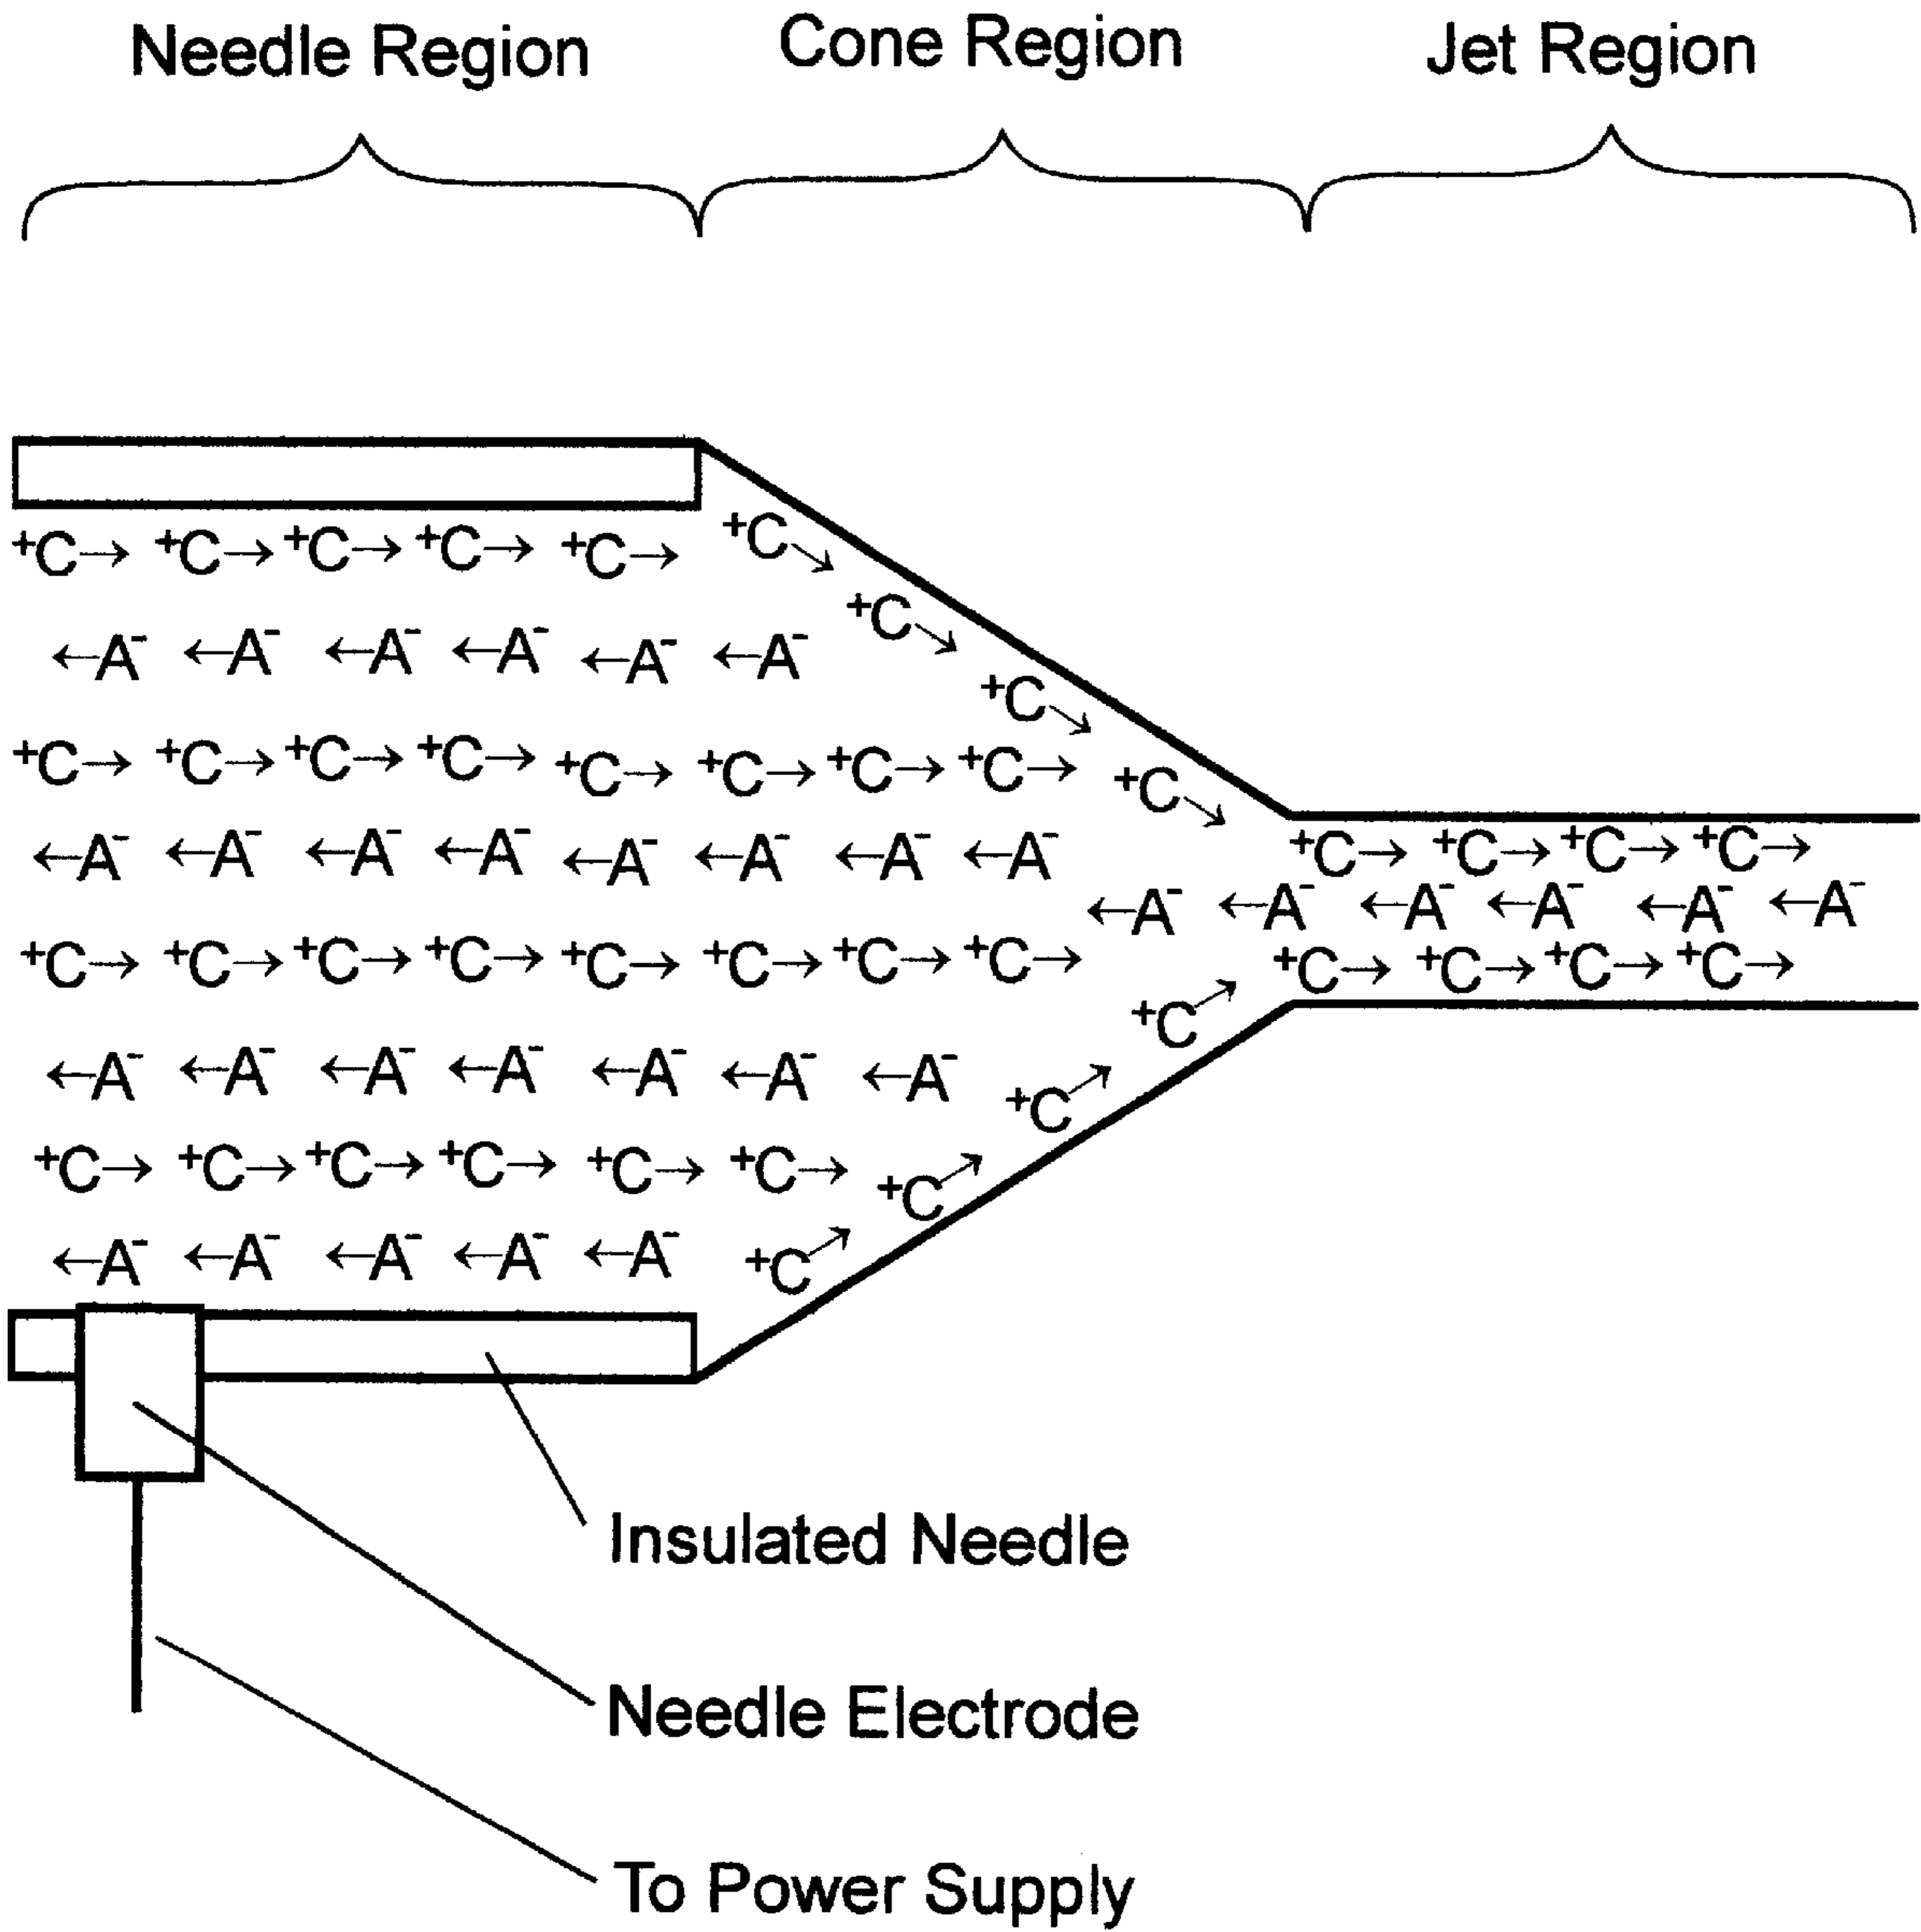 Needle Region Cone Region Jet Region
⁺C→ ⁺C→ ⁺C→ ⁺C→ ⁺C→ ⁺C→
←A⁻ ←A⁻ ←A⁻ ←A⁻ ←A⁻ ←A⁻ ⁺C→
⁺C→
⁺C→ ⁺C→ ⁺C→ ⁺C→ ⁺C→ ⁺C→ ⁺C→ ⁺C→ ⁺C→
←A⁻ ←A⁻ ←A⁻ ←A⁻ ←A⁻ ←A⁻ ←A⁻ ←A⁻ ⁺C→ ⁺C→ ⁺C→ ⁺C→
←A⁻ ←A⁻ ←A⁻ ←A⁻ ←A⁻ ←A⁻
⁺C→ ⁺C→ ⁺C→ ⁺C→ ⁺C→ ⁺C→ ⁺C→ ⁺C→ ⁺C→ ⁺C→ ⁺C→ ⁺C→
⁺C→
←A⁻ ←A⁻ ←A⁻ ←A⁻ ←A⁻ ←A⁻ ←A⁻ ⁺C→
⁺C→ ⁺C→ ⁺C→ ⁺C→ ⁺C→ ⁺C→ ⁺C→
←A⁻ ←A⁻ ←A⁻ ←A⁻ ←A⁻ ⁺C→
Insulated Needle
Needle Electrode
To Power Supply